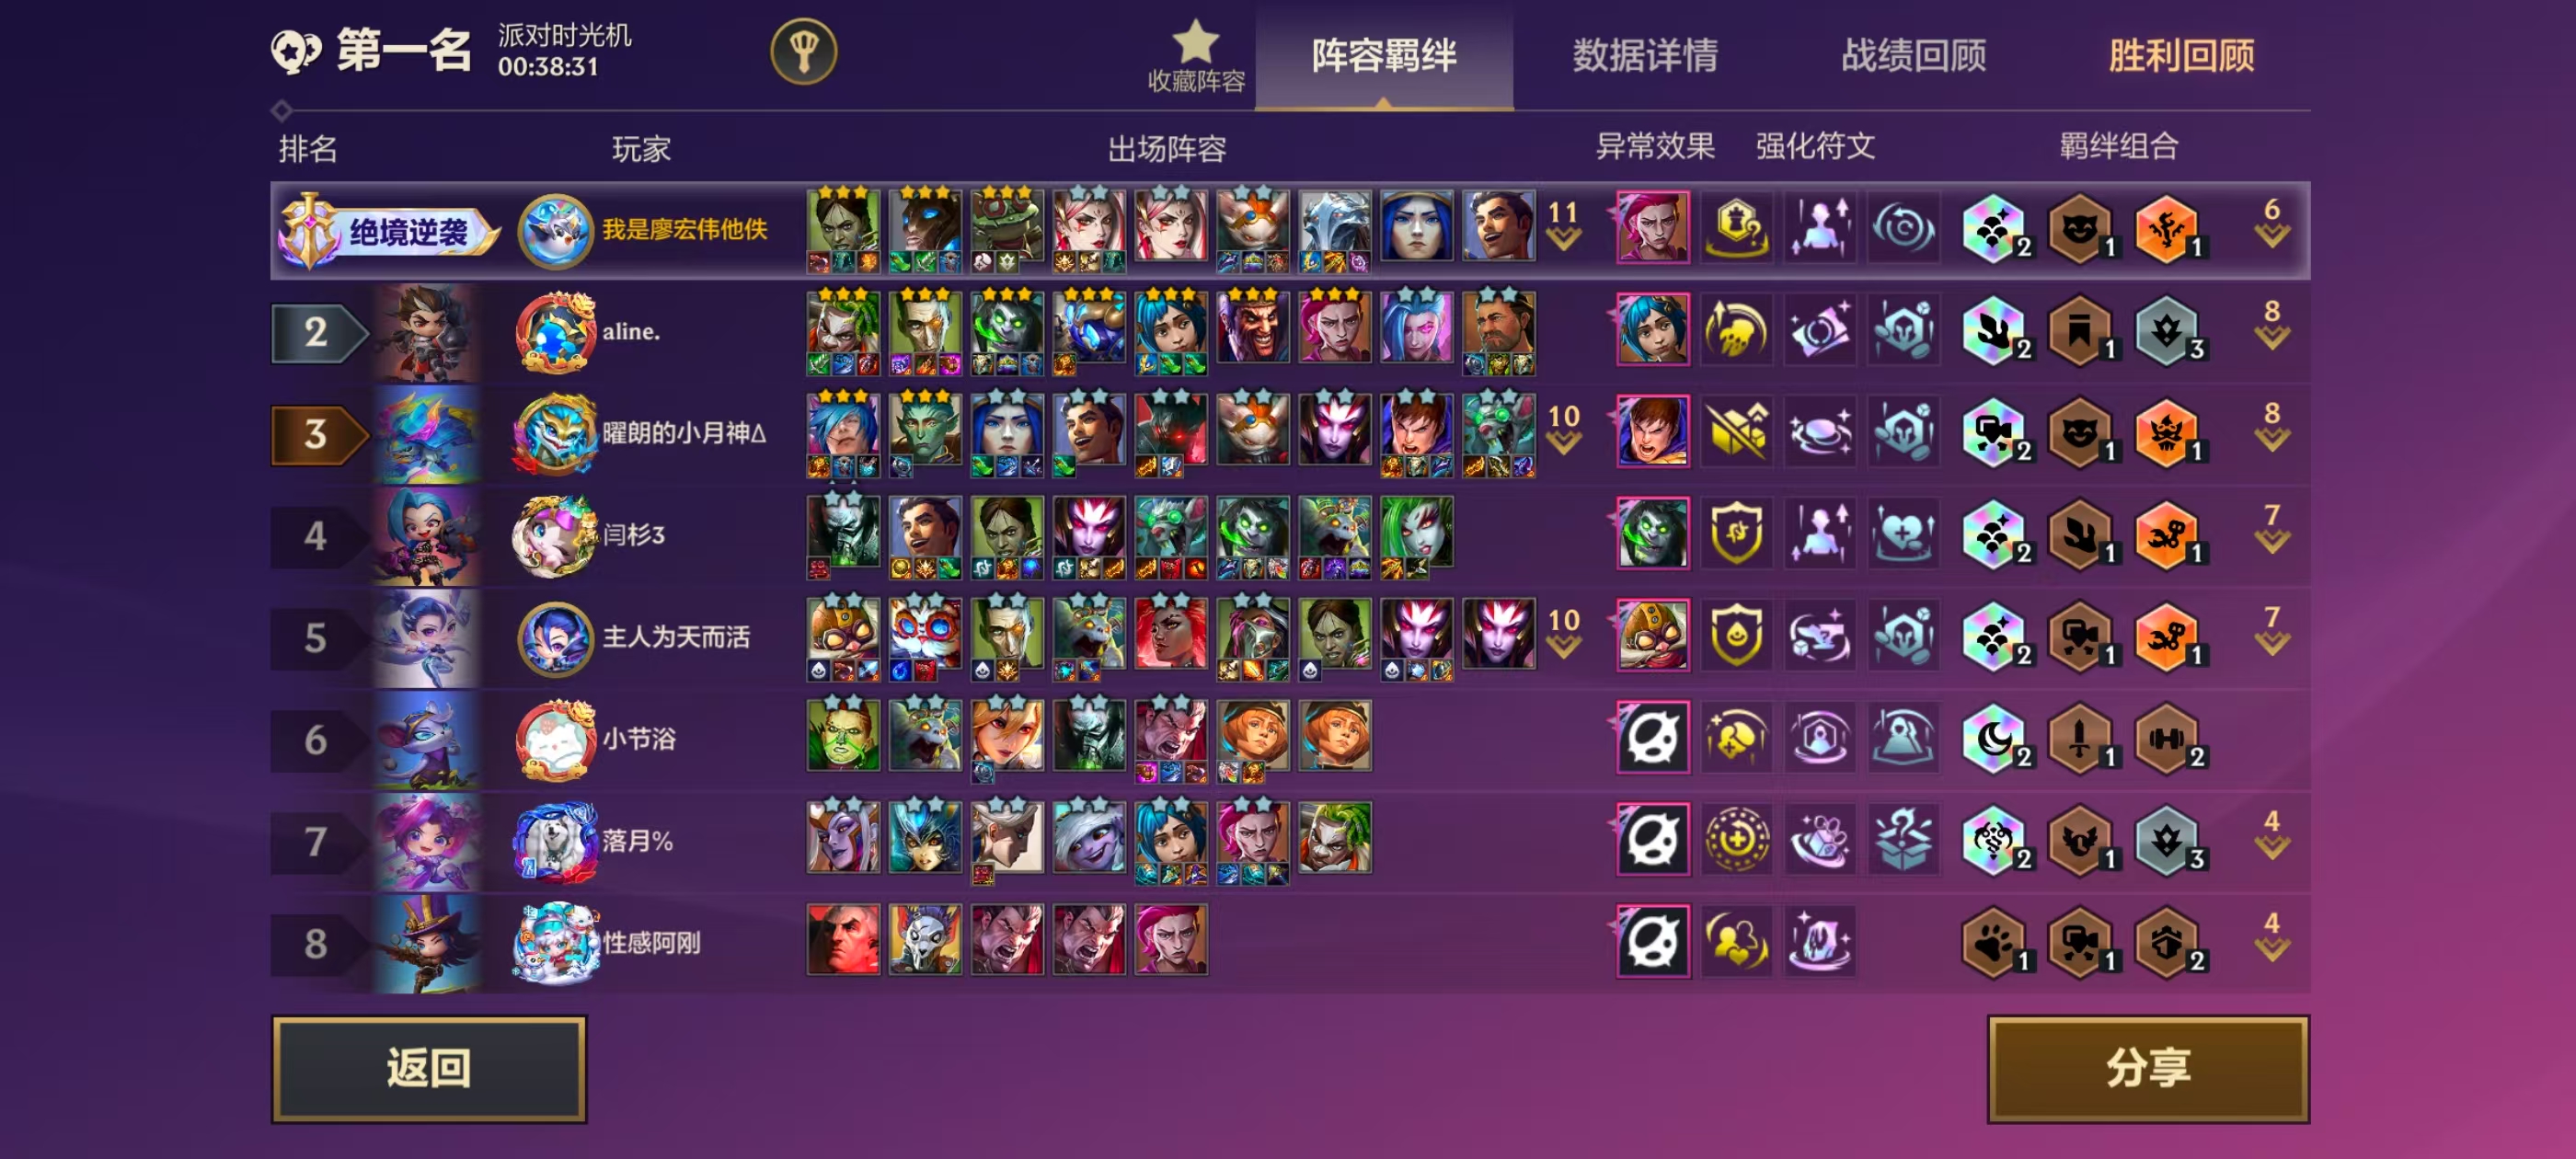 第一名
派对时光机
00:38:31
收藏阵容
阵容羁绊
数据详情
战绩回顾
胜利回顾
排名 玩家 出场阵容 异常效果 强化符文 羁绊组合
绝境逆袭 我是廖宏伟他佚 11 2 1 1 6
2 aline. 2 1 3 8
3 曜朗的小月神Δ 10 2 1 1 8
4 闫杉3 2 1 1 7
5 主人为天而活 10 2 1 1 7
6 小节浴 2 1 2
7 落月% 2 1 3 4
8 性感阿刚 1 1 2 4
返回
分享